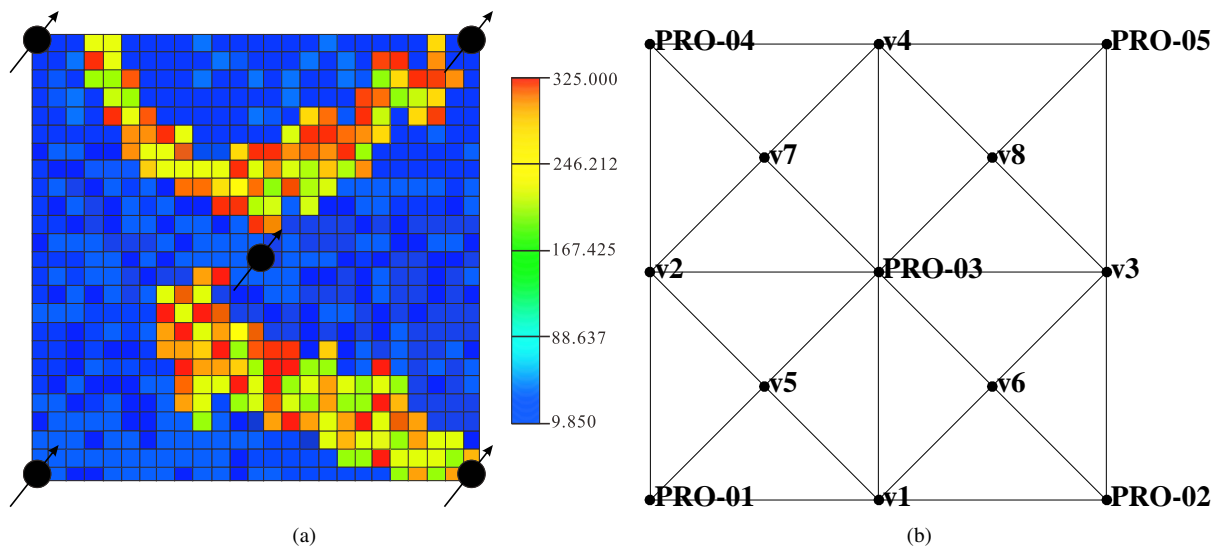 325.000
246.212
167.425
88.637
9.850
(a)
PRO-04 v4 PRO-05
v7 v8
v2 PRO-03 v3
v5 v6
PRO-01 v1 PRO-02
(b)